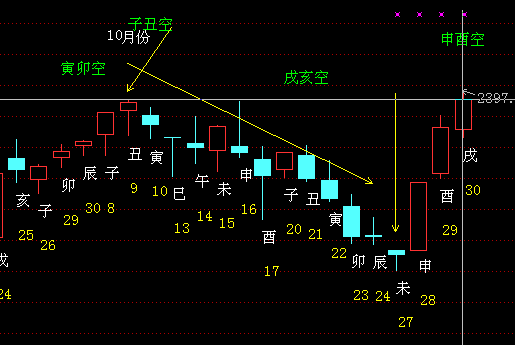 子丑空
10月份
申酉空
寅卯空
戌亥空
2397.
丑
寅
子
辰
卯
亥
子
巳
午
未
申
酉
子
丑
寅
卯
辰
未
申
酉
戌
戌
24
25
26
29
30
8
9
10
13
14
15
16
17
20
21
22
23
24
27
28
29
30